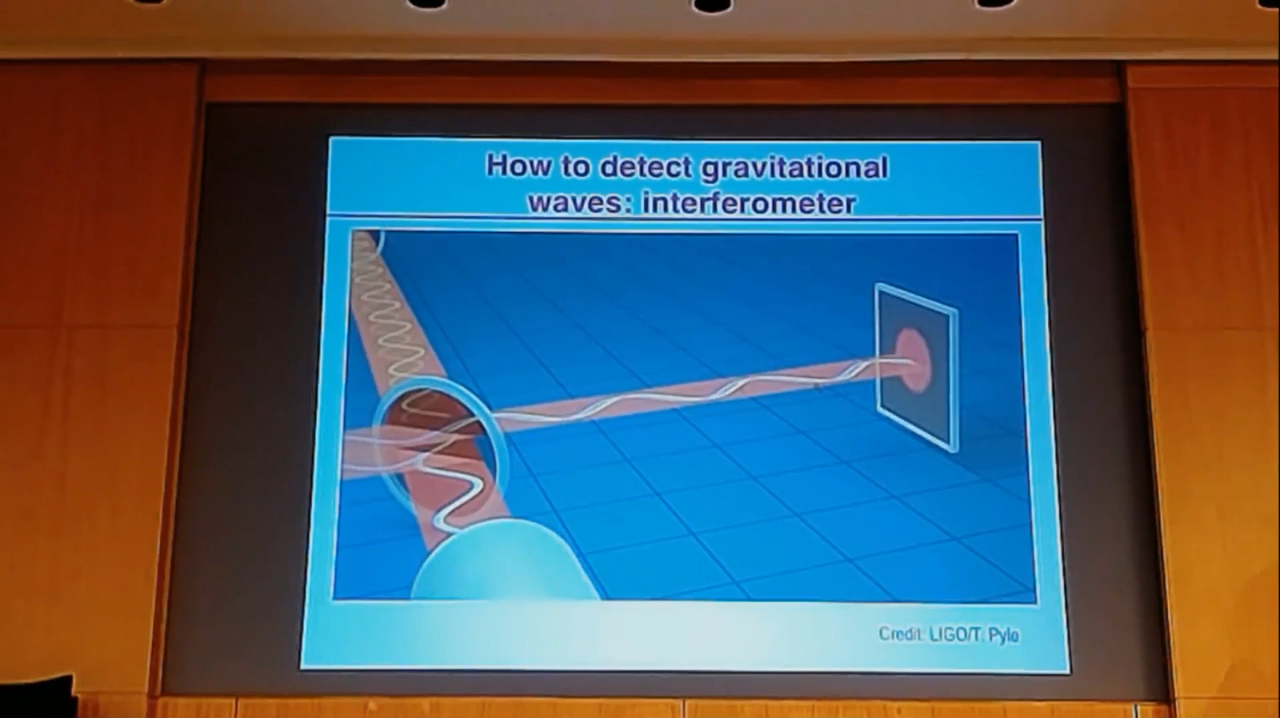 How to detect gravitational
waves: interferometer
Credit: LIGO/T. Pyle